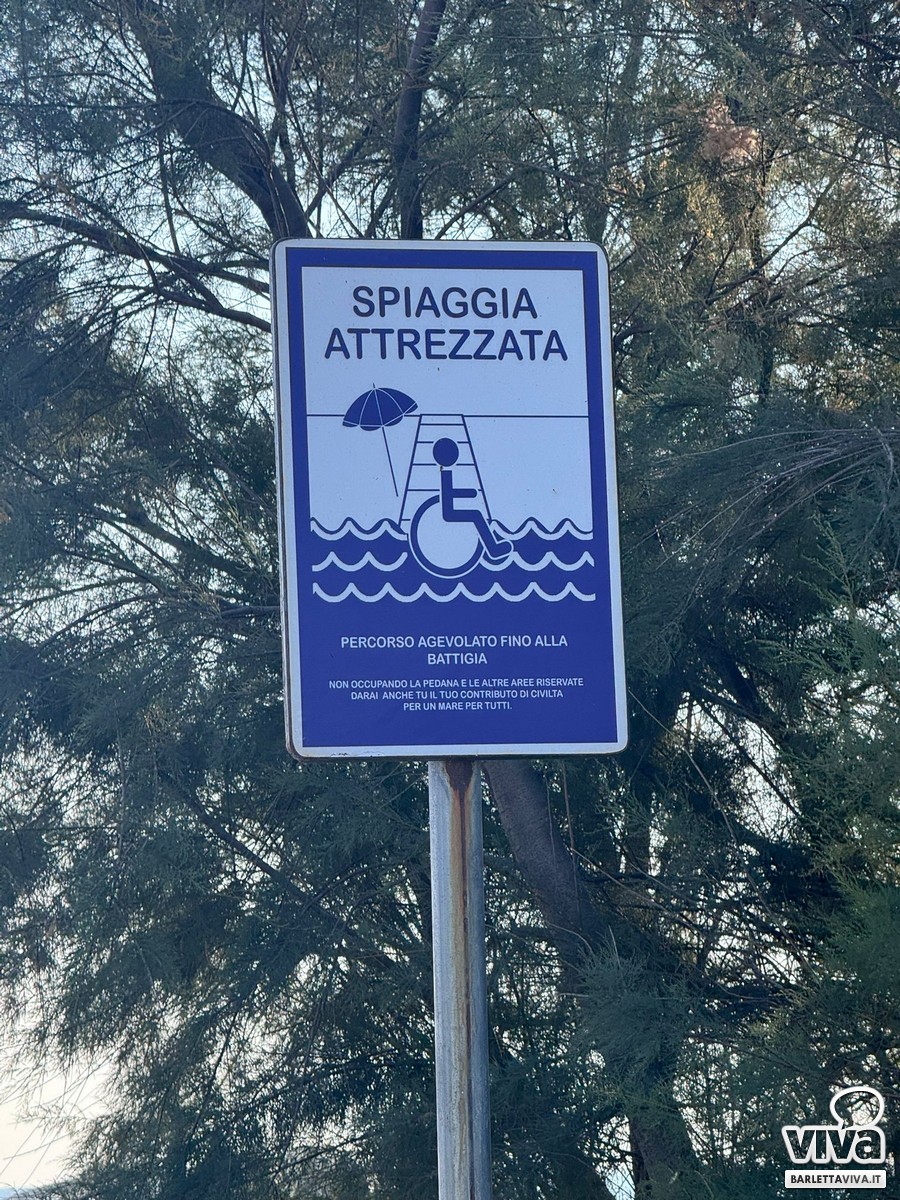 SPIAGGIA
ATTREZZATA
PERCORSO AGEVOLATO FINO ALLA
BATTIGIA
NON OCCUPANDO LA PEDANA E LE ALTRE AREE RISERVATE
DARAI ANCHE TU IL TUO CONTRIBUTO DI CIVILTA
PER UN MARE PER TUTTI.
viva
BARLETTAVIVA.IT